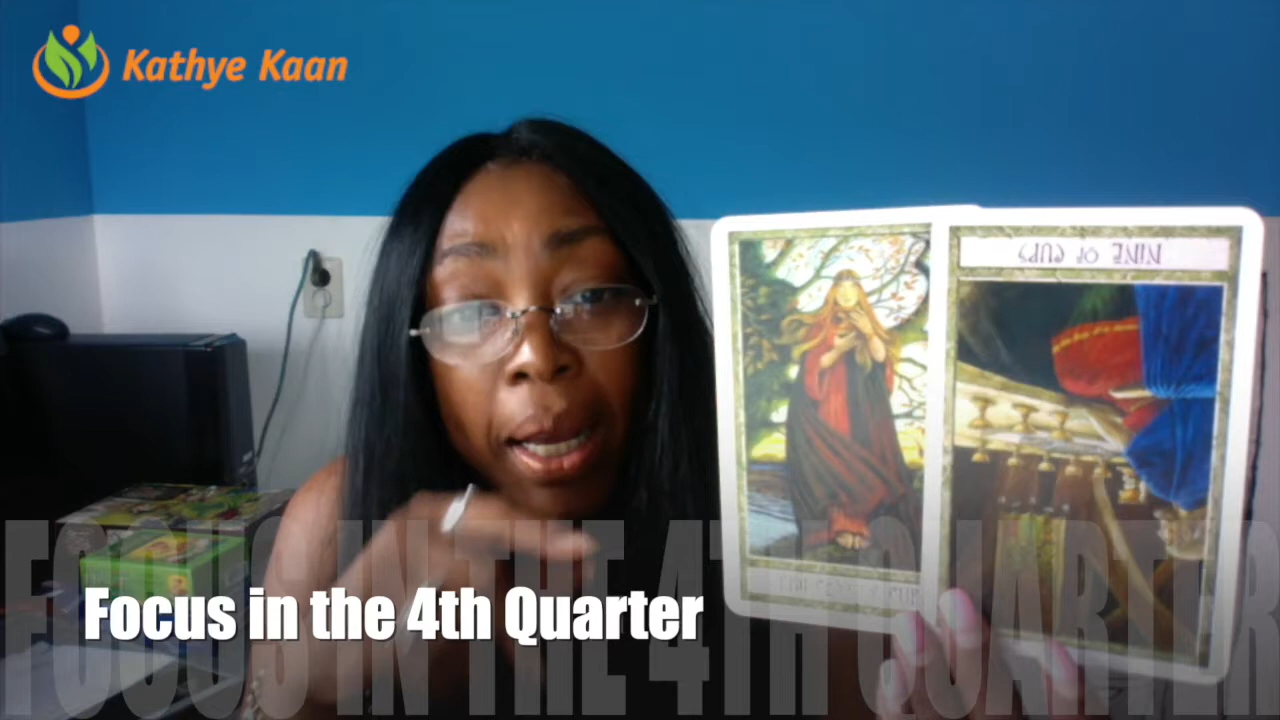 Kathye Kaan
NINE OF CUPS
FOCUS IN THE 4TH QUARTER
Focus in the 4th Quarter